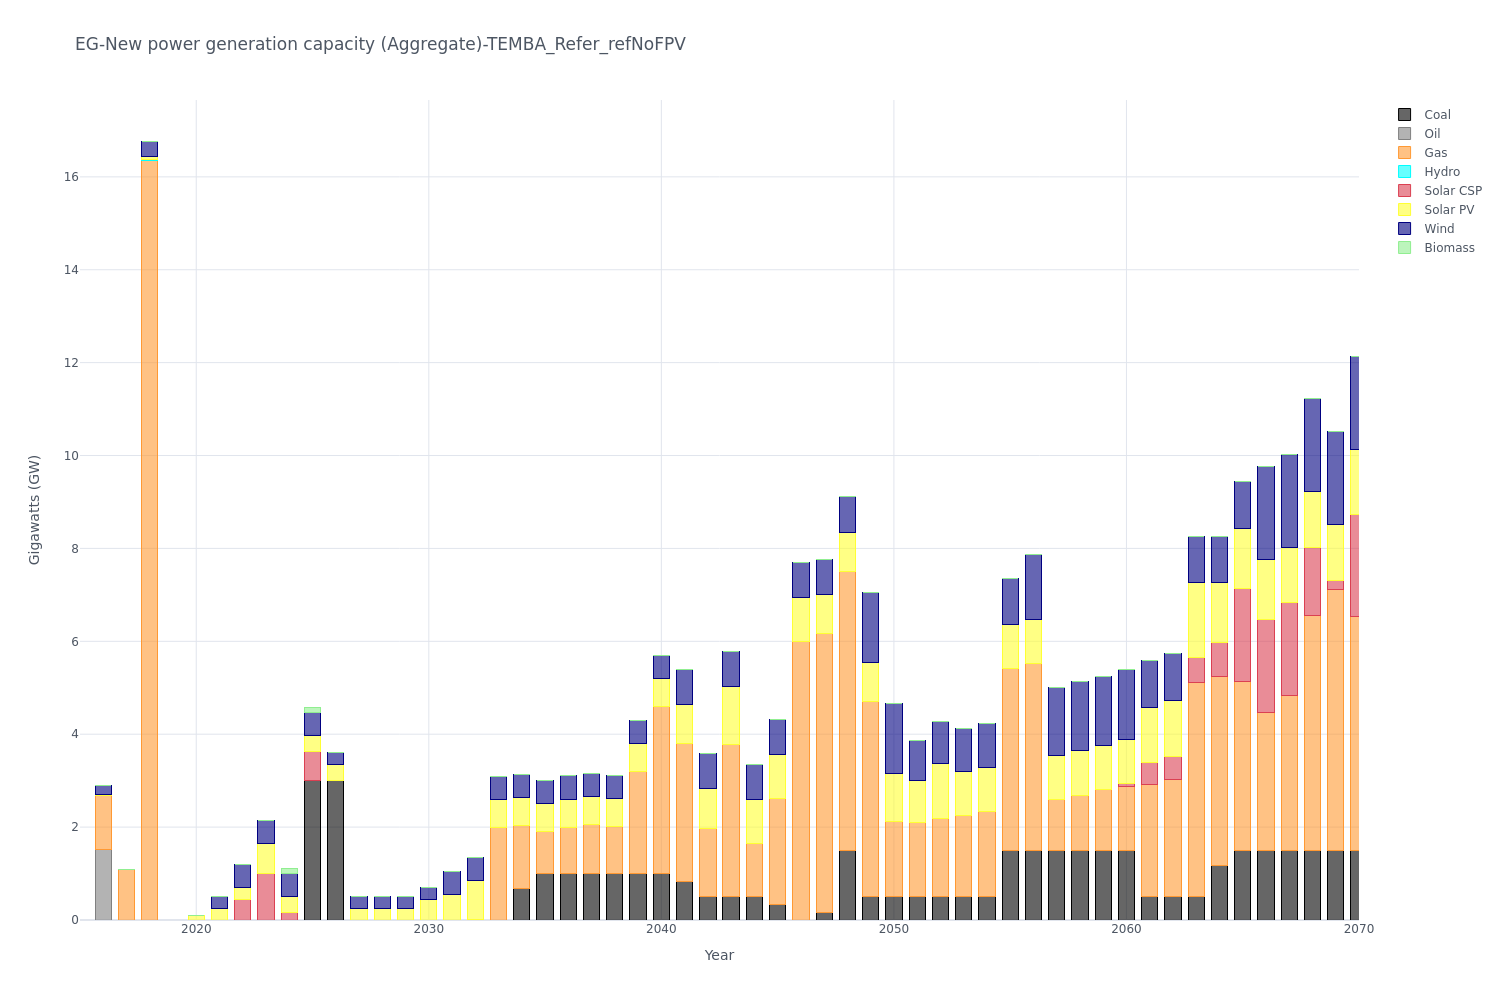 EG-New power generation capacity (Aggregate)-TEMBA_Refer_refNoFPV
Coal
Oil
Gas
Hydro
Solar CSP
Solar PV
Wind
Biomass
16
14
12
10
8
6
4
2
0
Gigawatts (GW)
2020
2030
2040
2050
2060
2070
Year